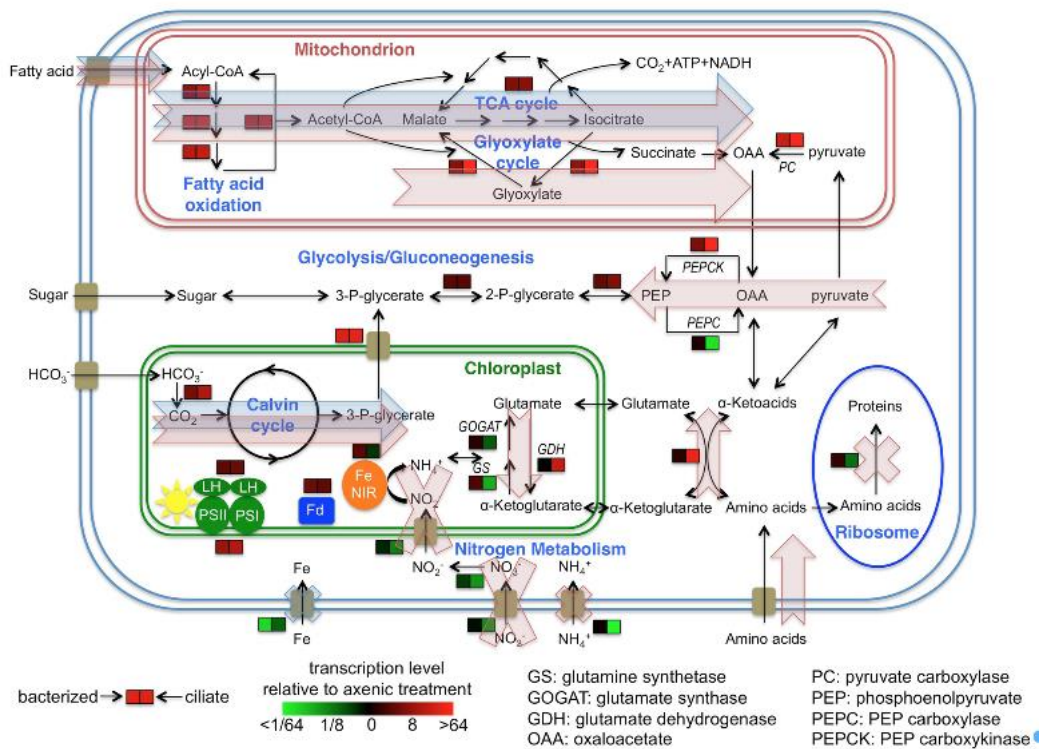 Mitochondrion
Fatty acid
Acyl-CoA
CO2+ATP+NADH
TCA cycle
Acetyl-CoA
Malate
Isocitrate
Glyoxylate
cycle
Succinate
OAA
pyruvate
PC
Fatty acid
oxidation
Glyoxylate
Glycolysis/Gluconeogenesis
PEPCK
Sugar
Sugar
3-P-glycerate
2-P-glycerate
PEP
OAA
pyruvate
PEPC
HCO3-
HCO3-
Chloroplast
CO2
Calvin
cycle
3-P-glycerate
Glutamate
Glutamate
α-Ketoacids
Proteins
GOGAT
GDH
GS
NH4+
Fe
NIR
LH
LH
PSII
PSI
Fd
NO2-
α-Ketoglutarate
α-Ketoglutarate
Amino acids
Amino acids
Ribosome
Nitrogen Metabolism
NO2-
NO3-
NH4+
Fe
Fe
NO2-
NH4+
Amino acids
bacterized
ciliate
transcription level
relative to axenic treatment
<1/64 1/8 0 8 >64
GS: glutamine synthetase
GOGAT: glutamate synthase
GDH: glutamate dehydrogenase
OAA: oxaloacetate
PC: pyruvate carboxylase
PEP: phosphoenolpyruvate
PEPC: PEP carboxylase
PEPCK: PEP carboxykinase